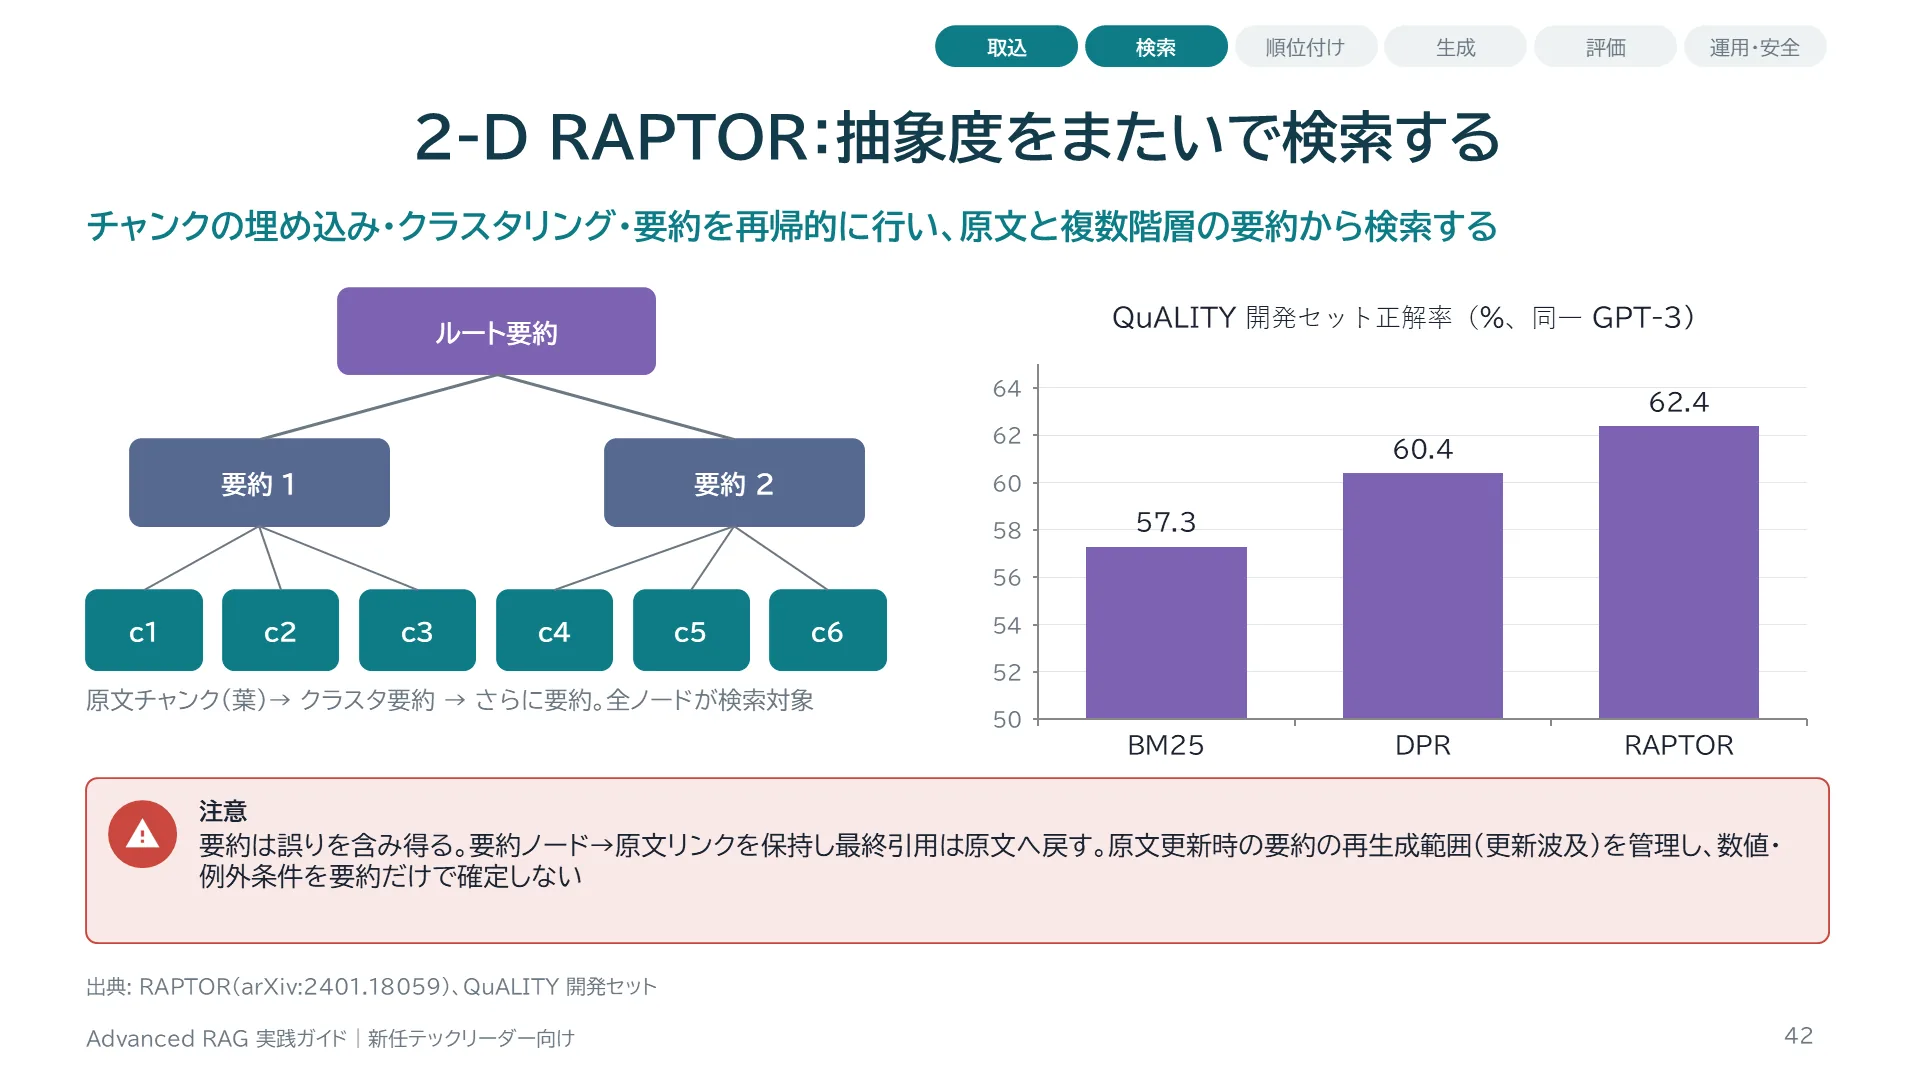 取込
検索
順位付け
生成
評価
運用・安全
2-D RAPTOR：抽象度をまたいで検索する
チャンクの埋め込み・クラスタリング・要約を再帰的に行い、原文と複数階層の要約から検索する
ルート要約
要約 1
要約 2
c1
c2
c3
c4
c5
c6
原文チャンク（葉）→ クラスタ要約 → さらに要約。全ノードが検索対象
QuALITY 開発セット正解率（%、同一 GPT-3）
64
62
60
58
56
54
52
50
57.3
60.4
62.4
BM25
DPR
RAPTOR
注意
要約は誤りを含み得る。要約ノード→原文リンクを保持し最終引用は原文へ戻す。原文更新時の要約の再生成範囲（更新波及）を管理し、数値・
例外条件を要約だけで確定しない
出典: RAPTOR（arXiv:2401.18059）、QuALITY 開発セット
Advanced RAG 実践ガイド｜新任テックリーダー向け
42